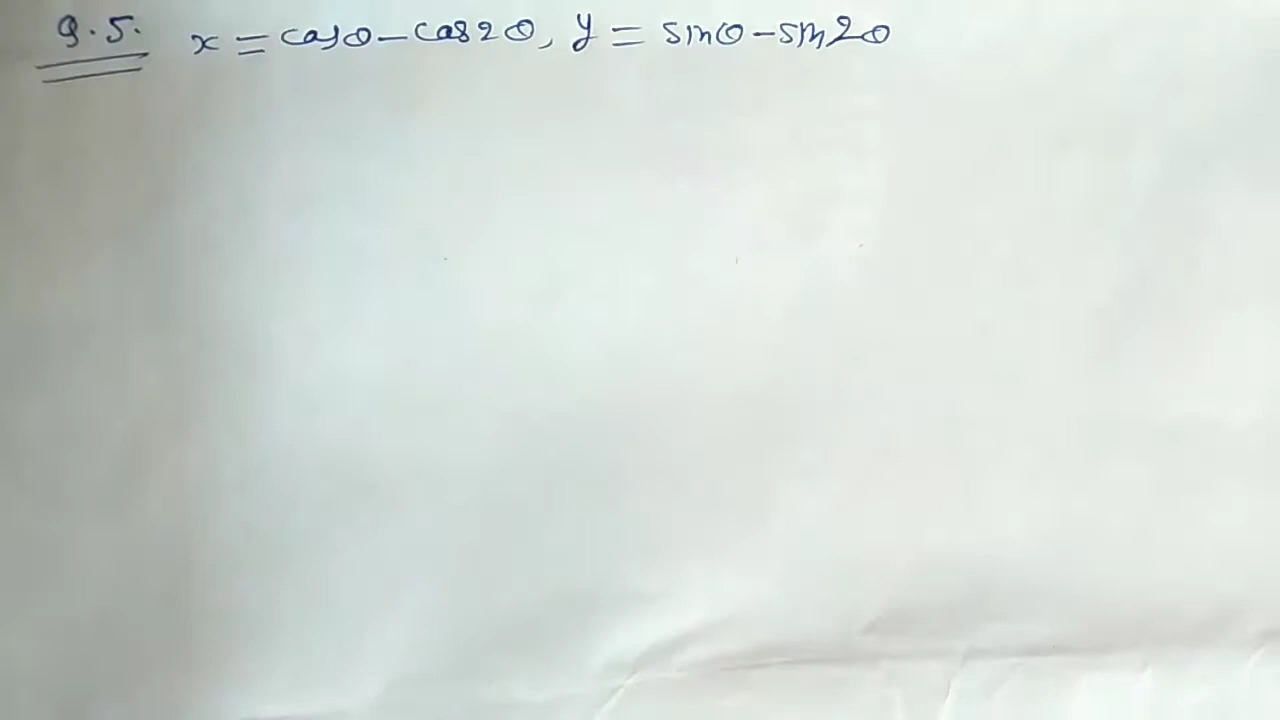 Q.5. x = cosθ - cos2θ, y = sinθ - sin2θ